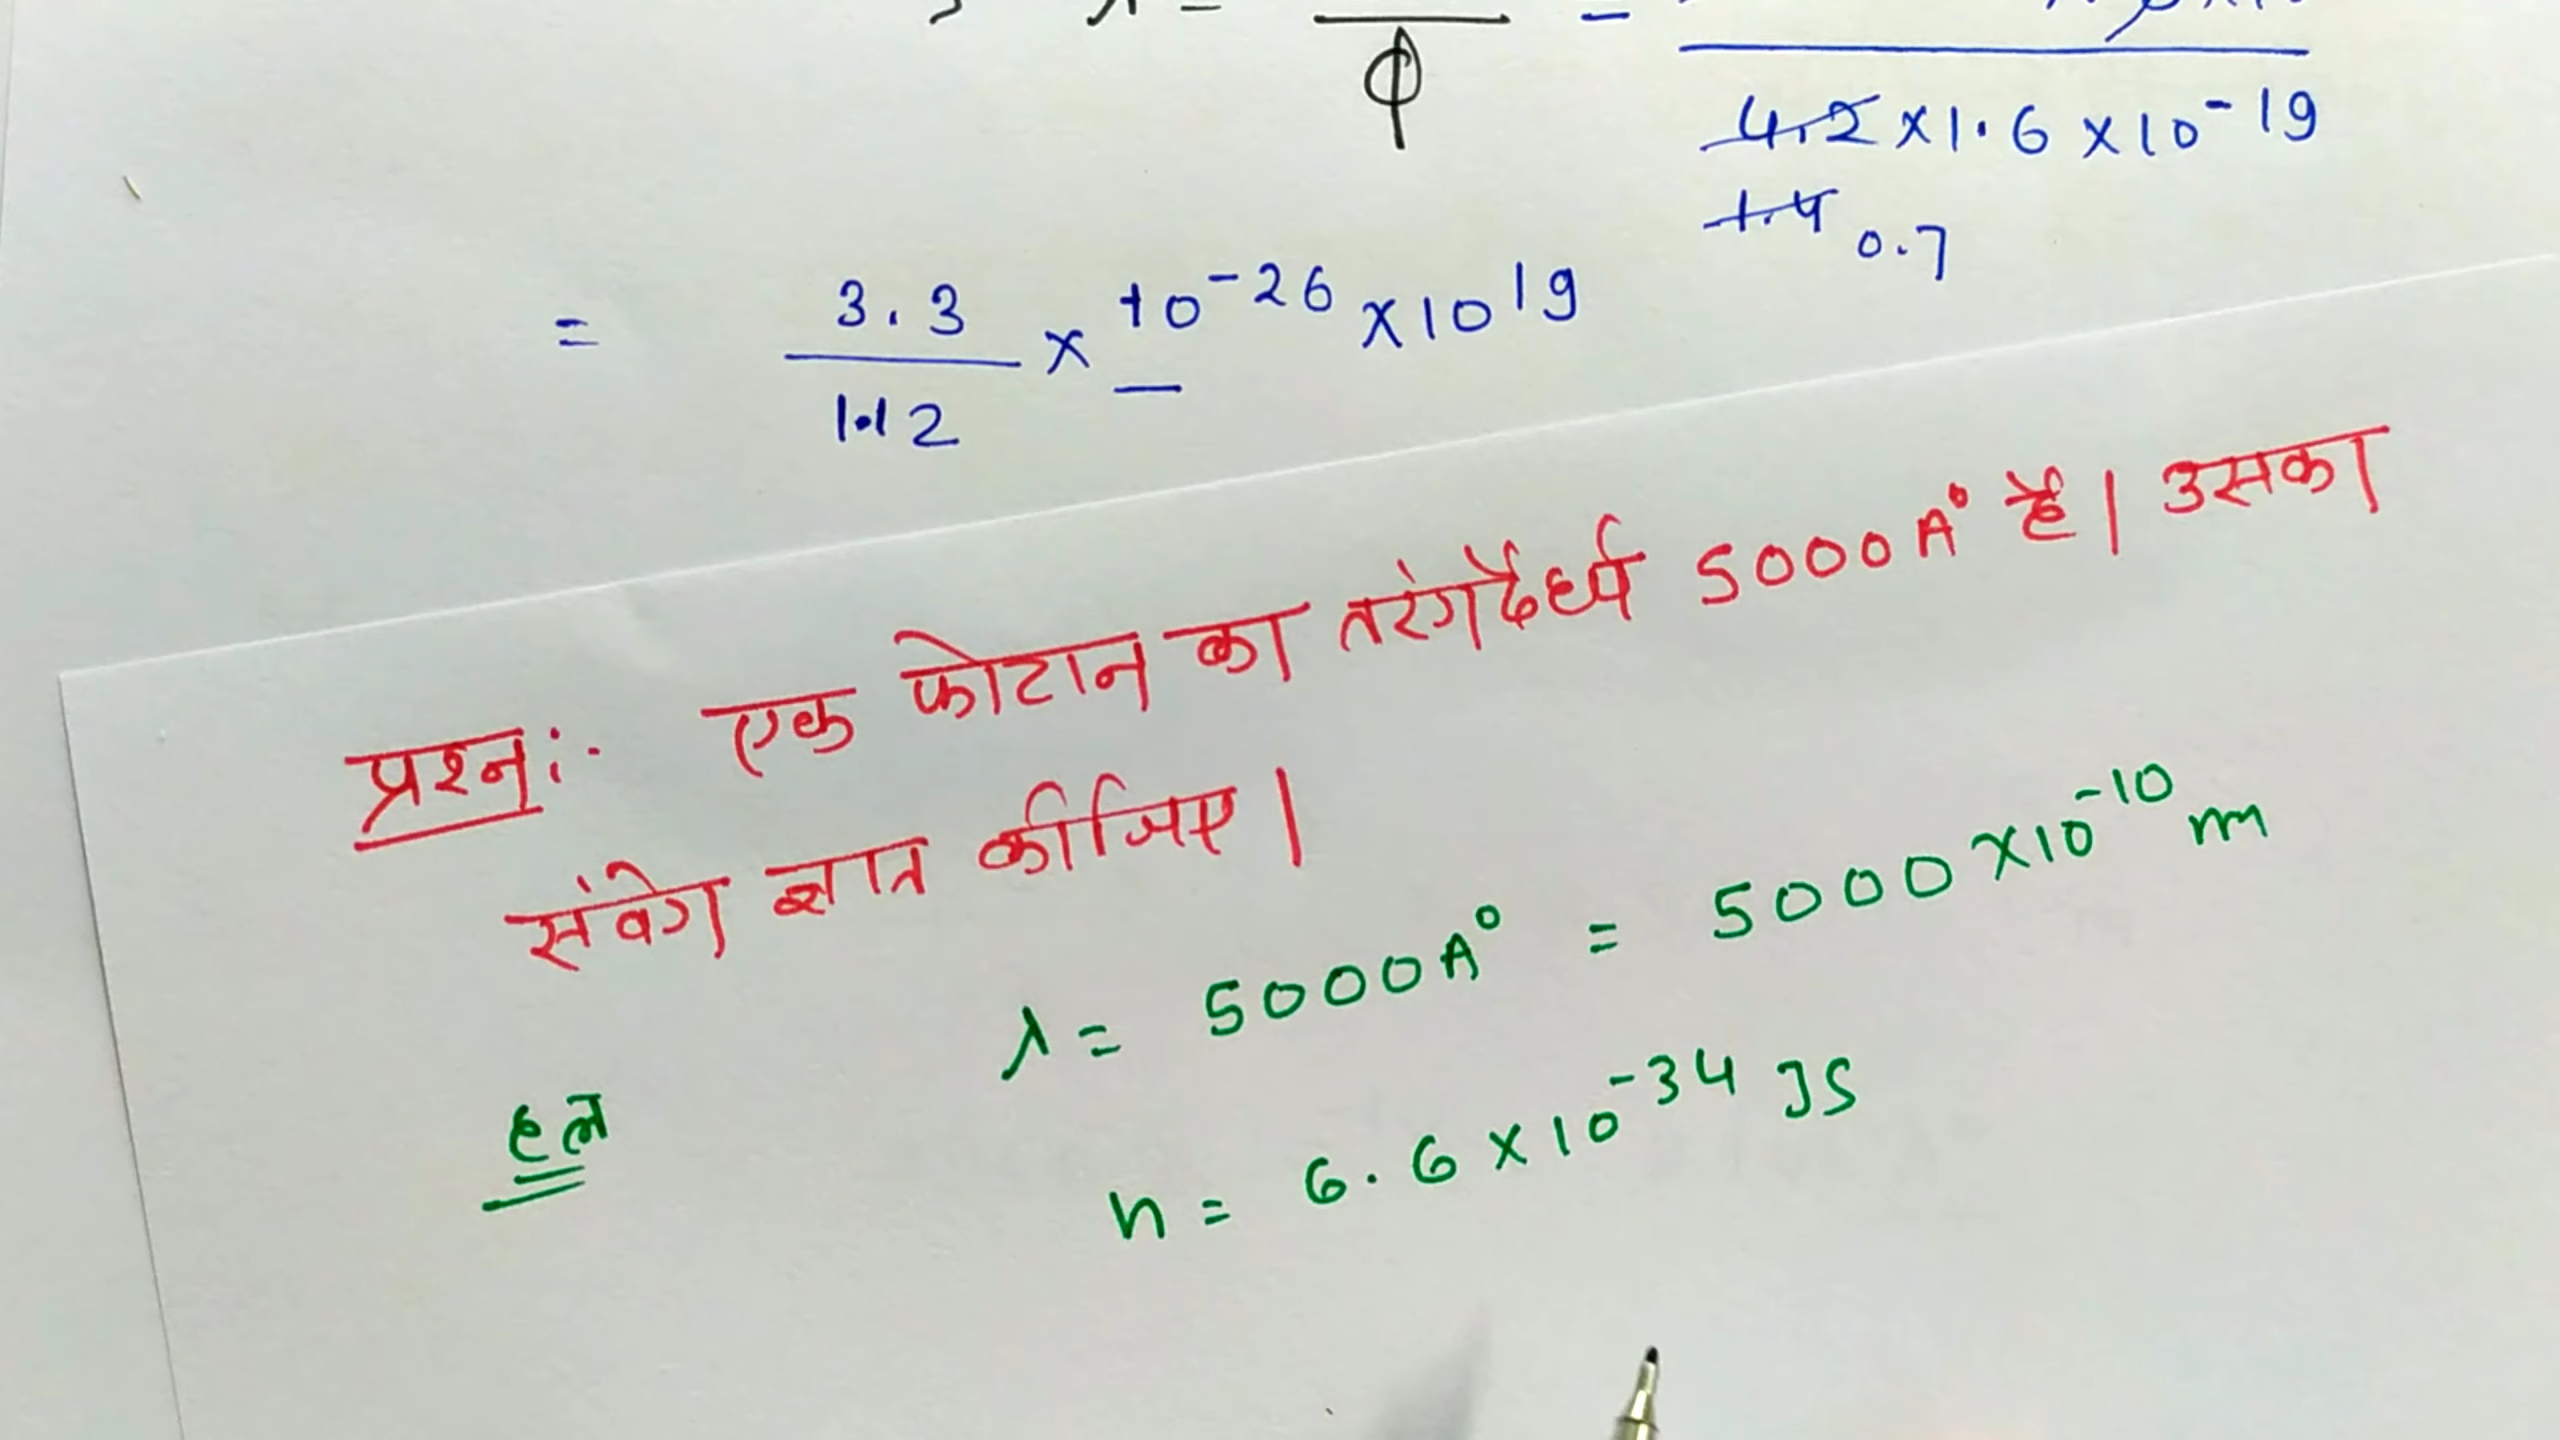 λ = ϕ =
4.2 x 1.6 x 10⁻¹⁹
1.4 0.7
= 3.3 x 10⁻²⁶ x 10¹⁹
1.12
प्रश्न:- एक फोटान का तरंगदैर्ध्य 5000A° है। उसका
संवेग ज्ञात कीजिए।
λ = 5000A° = 5000 x 10⁻¹⁰ m
हल
h = 6.6 x 10⁻³⁴ JS